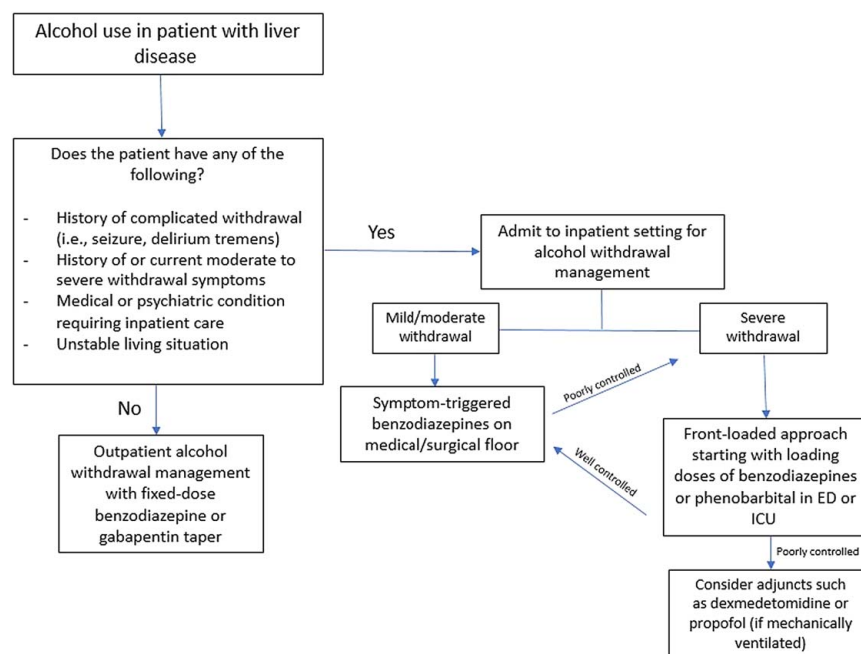 Alcohol use in patient with liver
disease
Does the patient have any of the
following?
- History of complicated withdrawal
(i.e., seizure, delirium tremens)
- History of or current moderate to
severe withdrawal symptoms
- Medical or psychiatric condition
requiring inpatient care
- Unstable living situation
Yes
Admit to inpatient setting for
alcohol withdrawal
management
Mild/moderate
withdrawal
Severe
withdrawal
No
Outpatient alcohol
withdrawal management
with fixed-dose
benzodiazepine or
gabapentin taper
Symptom-triggered
benzodiazepines on
medical/surgical floor
Poorly controlled
Well controlled
Front-loaded approach
starting with loading
doses of benzodiazepines
or phenobarbital in ED or
ICU
Poorly controlled
Consider adjuncts such
as dexmedetomidine or
propofol (if mechanically
ventilated)